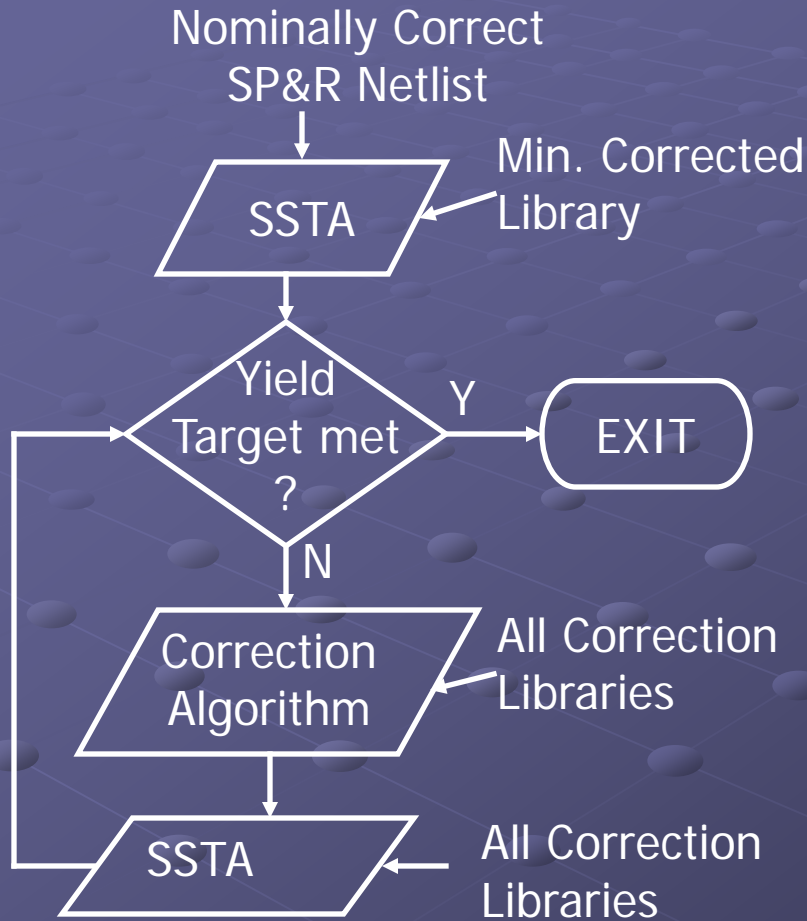 Nominally Correct
SP&R Netlist
SSTA
Min. Corrected
Library
Yield
Target met
?
Y
EXIT
N
Correction
Algorithm
All Correction
Libraries
SSTA
All Correction
Libraries